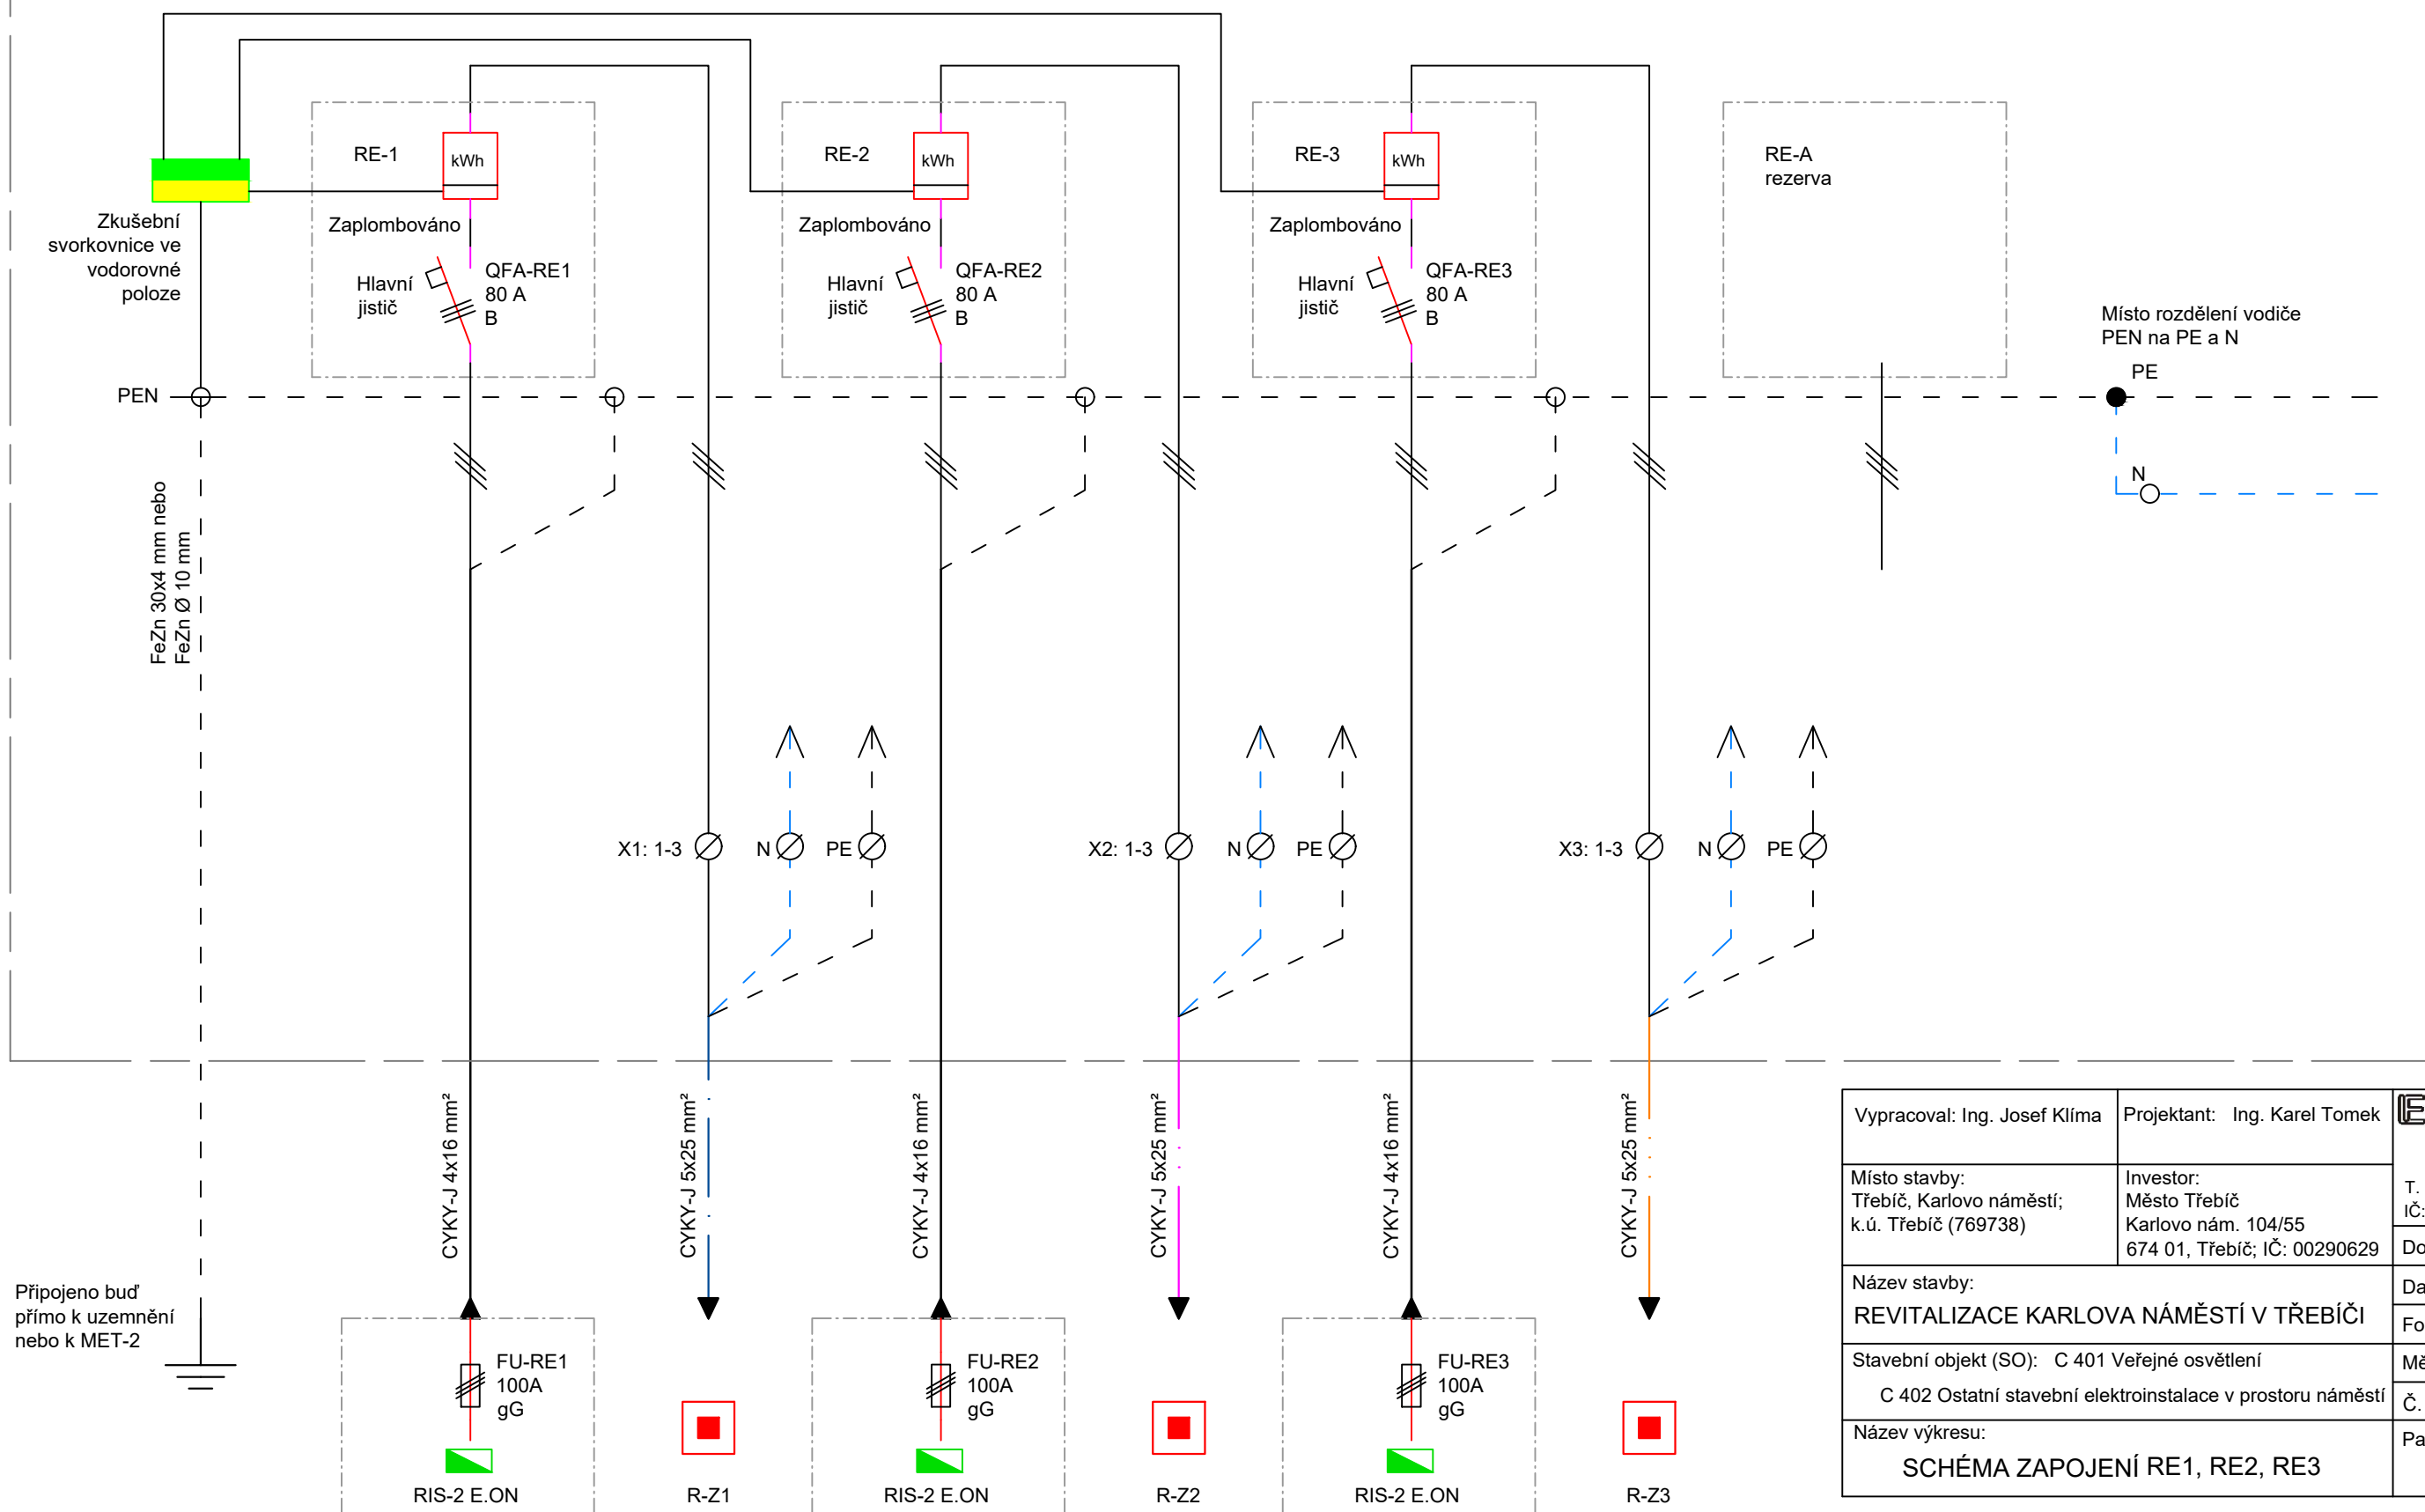 RE-1
kWh
RE-2
kWh
RE-3
kWh
RE-A
rezerva
Zkušební
svorkovnice ve
vodorovné
poloze
Zaplombováno
Zaplombováno
Zaplombováno
Hlavní
jistič
QFA-RE1
80 A
B
Hlavní
jistič
QFA-RE2
80 A
B
Hlavní
jistič
QFA-RE3
80 A
B
Místo rozdělení vodiče
PEN na PE a N
PE
PEN
N
FeZn 30x4 mm nebo
FeZn Ø 10 mm
X1: 1-3
N
PE
X2: 1-3
N
PE
X3: 1-3
N
PE
CYKY-J 4x16 mm²
CYKY-J 5x25 mm²
CYKY-J 4x16 mm²
CYKY-J 5x25 mm²
CYKY-J 4x16 mm²
CYKY-J 5x25 mm²
Připojeno buď
přímo k uzemnění
nebo k MET-2
FU-RE1
100A
gG
FU-RE2
100A
gG
FU-RE3
100A
gG
RIS-2 E.ON
R-Z1
RIS-2 E.ON
R-Z2
RIS-2 E.ON
R-Z3
Vypracoval: Ing. Josef Klíma
Projektant: Ing. Karel Tomek
Místo stavby:
Třebíč, Karlovo náměstí;
k.ú. Třebíč (769738)
Investor:
Město Třebíč
Karlovo nám. 104/55
674 01, Třebíč; IČ: 00290629
T.
IČ:
Do
Název stavby:
REVITALIZACE KARLOVA NÁMĚSTÍ V TŘEBÍČI
Da
Fo
Stavební objekt (SO): C 401 Veřejné osvětlení
C 402 Ostatní stavební elektroinstalace v prostoru náměstí
Mě
Č.
Název výkresu:
SCHÉMA ZAPOJENÍ RE1, RE2, RE3
Pa